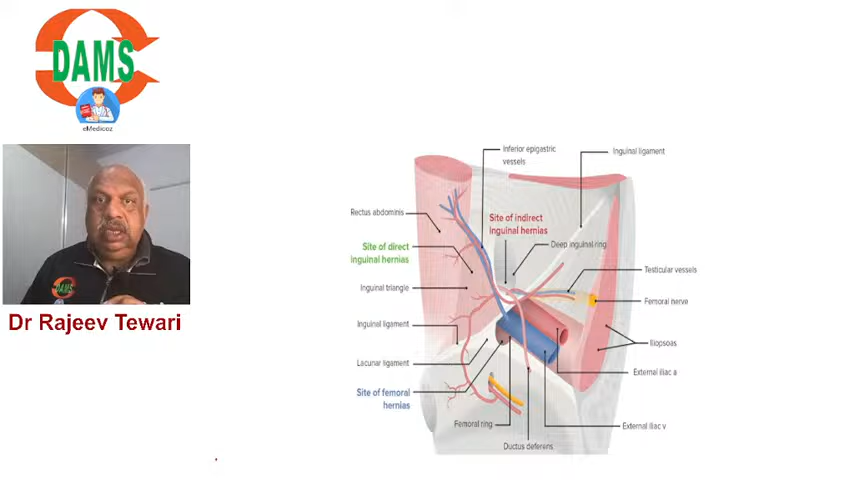 DAMS
eMedicoz
DAMS
Dr Rajeev Tewari
Inferior epigastric
vessels
Inguinal ligament
Rectus abdominis
Site of indirect
inguinal hernias
Site of direct
inguinal hernias
Deep inguinal ring
Testicular vessels
Inguinal triangle
Femoral nerve
Inguinal ligament
Iliopsoas
Lacunar ligament
External iliac a
Site of femoral
hernias
Femoral ring
External iliac v
Ductus deferens